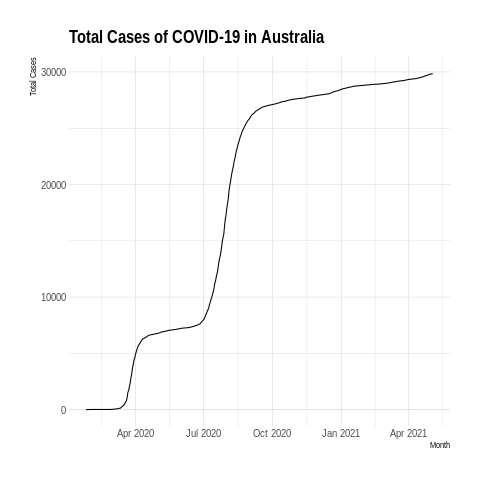 Total Cases of COVID-19 in Australia
Total Cases
30000
20000
10000
0
Apr 2020 Jul 2020 Oct 2020 Jan 2021 Apr 2021
Month